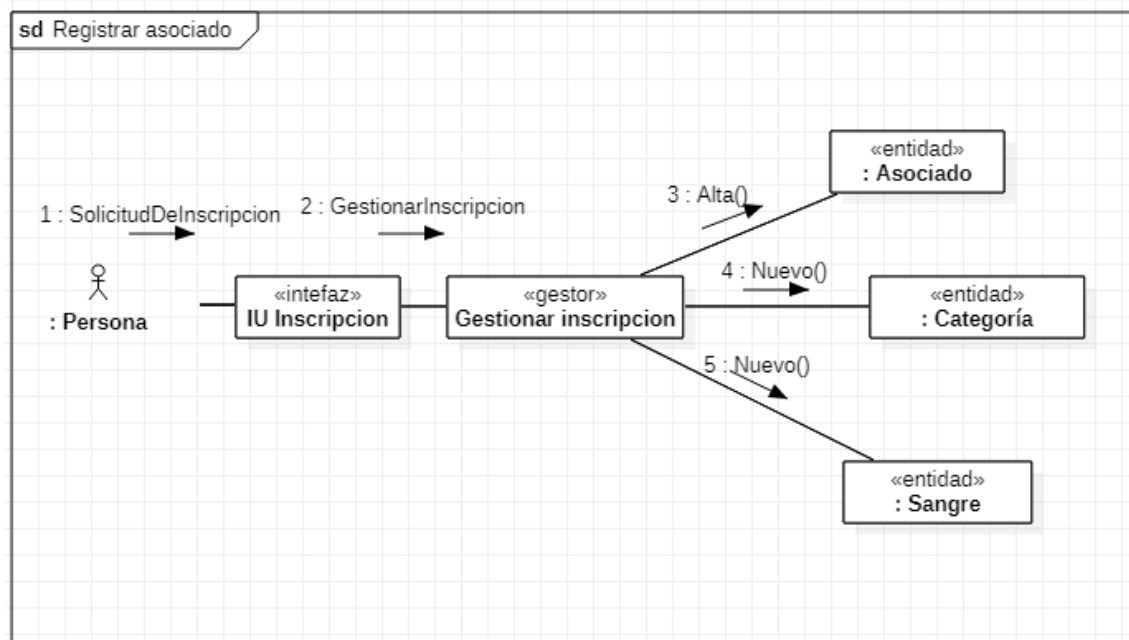 sd Registrar asociado
«entidad»
: Asociado
3 : Alta()
1 : SolicitudDeInscripcion
2 : GestionarInscripcion
4 : Nuevo()
: Persona
«intefaz»
IU Inscripcion
«gestor»
Gestionar inscripcion
«entidad»
: Categoría
5 : Nuevo()
«entidad»
: Sangre